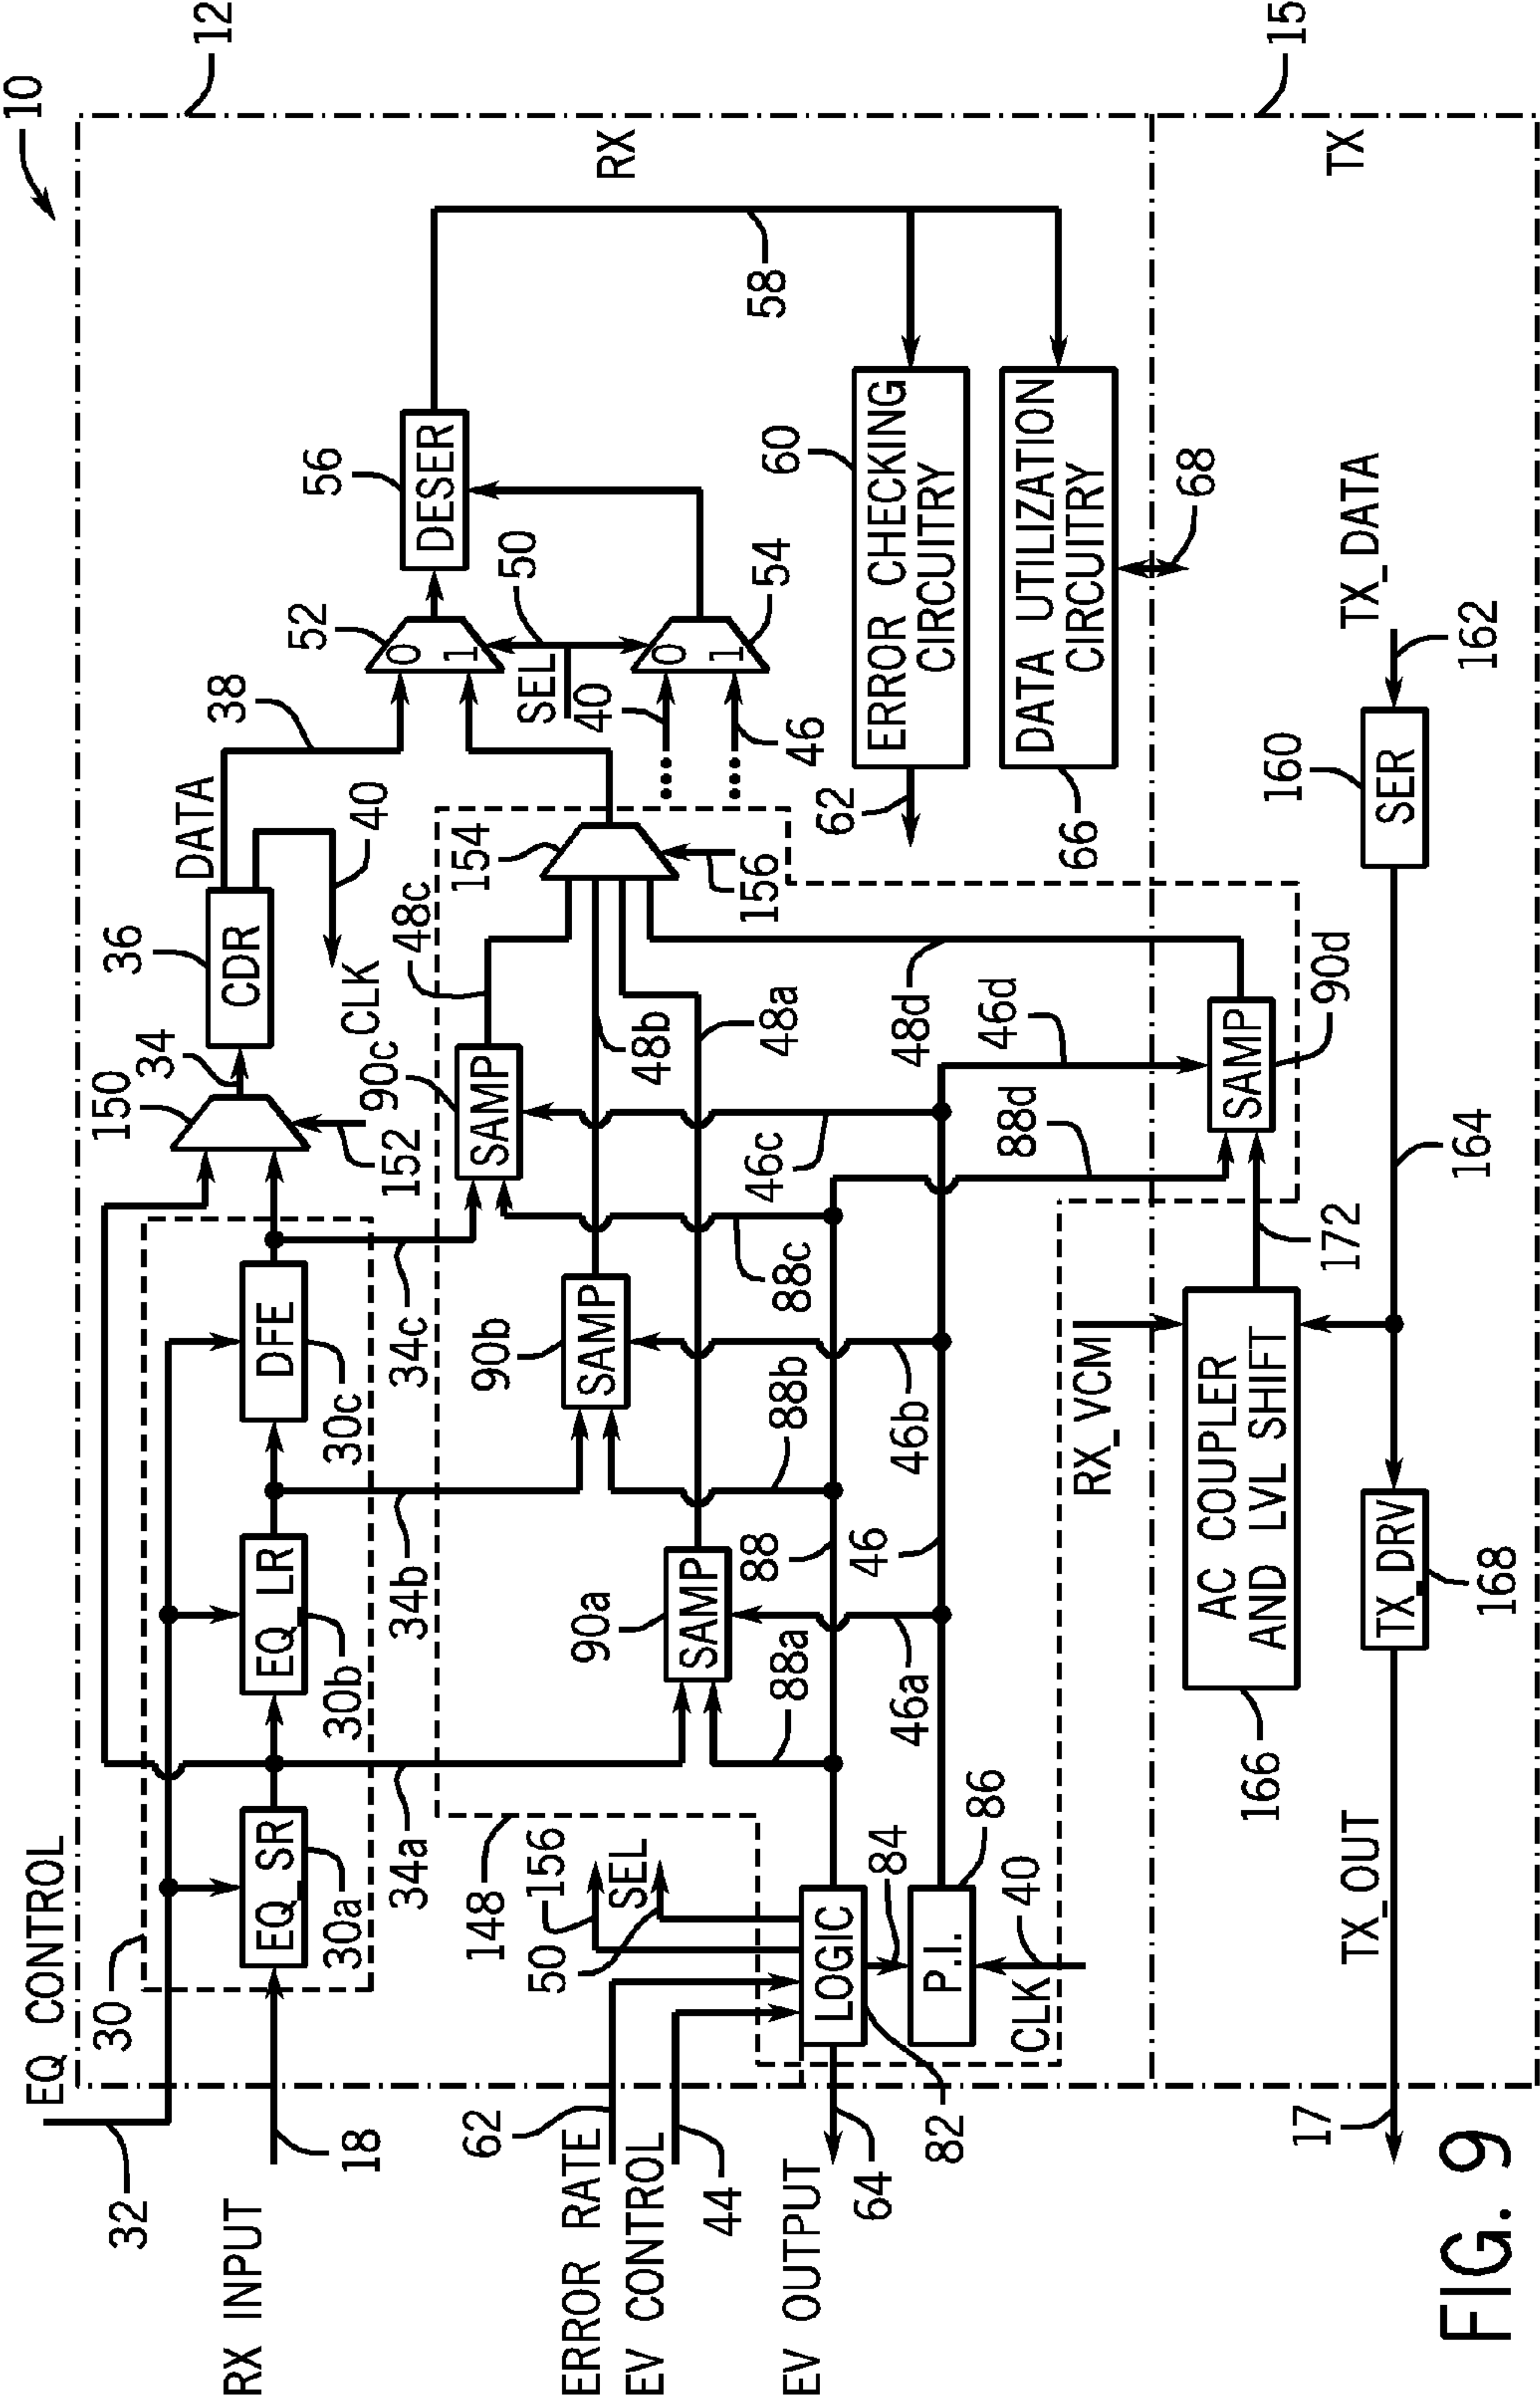 10
12
EQ CONTROL
32
30
EQ_SR
30a
EQ_LR
30b
DFE
30c
150
152
34
36
CDR
DATA
38
40
CLK
RX INPUT
18
34a
34b
34c
90c
SAMP
48c
154
156
52
0
1
SEL
50
56
DESER
RX
40
46
0
1
54
58
148
156
50
SEL
90b
SAMP
48b
90a
SAMP
48a
ERROR RATE
62
EV CONTROL
44
EV OUTPUT
64
LOGIC
82
84
P.I.
86
CLK
40
88
88a
88b
88c
88d
46
46a
46b
46c
46d
48d
SAMP
90d
60
ERROR CHECKING
CIRCUITRY
62
DATA UTILIZATION
CIRCUITRY
66
68
RX_VCM
AC COUPLER
AND LVL SHIFT
166
172
TX
15
TX_DATA
162
160
SER
164
TX_DRV
168
TX_OUT
17
FIG. 9